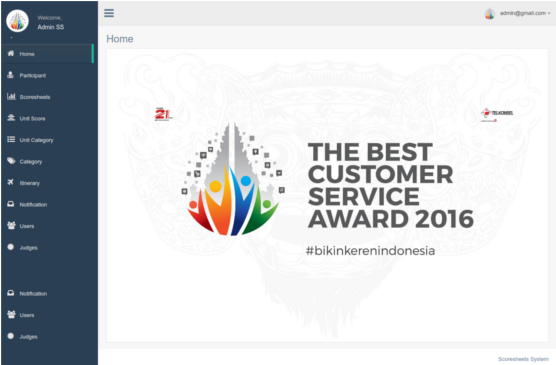 Welcome,
Admin SS
admin@gmail.com
Home
Home
Participant
Scoresheets
Unit Score
Unit Category
Category
Itinerary
Notification
Users
Judges
Notification
Users
Judges
21
TELKOMSEL
THE BEST
CUSTOMER
SERVICE
AWARD 2016
#bikinkerenindonesia
Scoresheets System